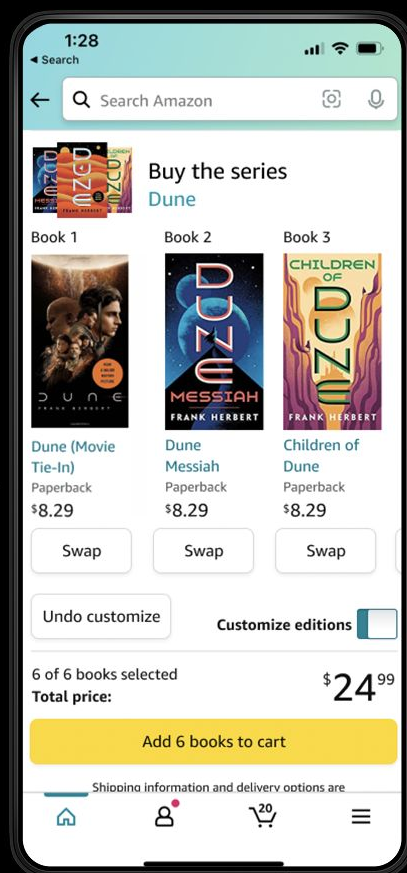 1:28
Search
Search Amazon
Buy the series
Dune
Book 1
Book 2
Book 3
DUNE
FRANK HERBERT
DUNE
MESSIAH
FRANK HERBERT
CHILDREN
OF
DUNE
FRANK HERBERT
Dune (Movie
Tie-In)
Paperback
$8.29
Dune
Messiah
Paperback
$8.29
Children of
Dune
Paperback
$8.29
Swap
Swap
Swap
Undo customize
Customize editions
6 of 6 books selected
Total price:
$24.99
Add 6 books to cart
Shipping information and delivery options are
20